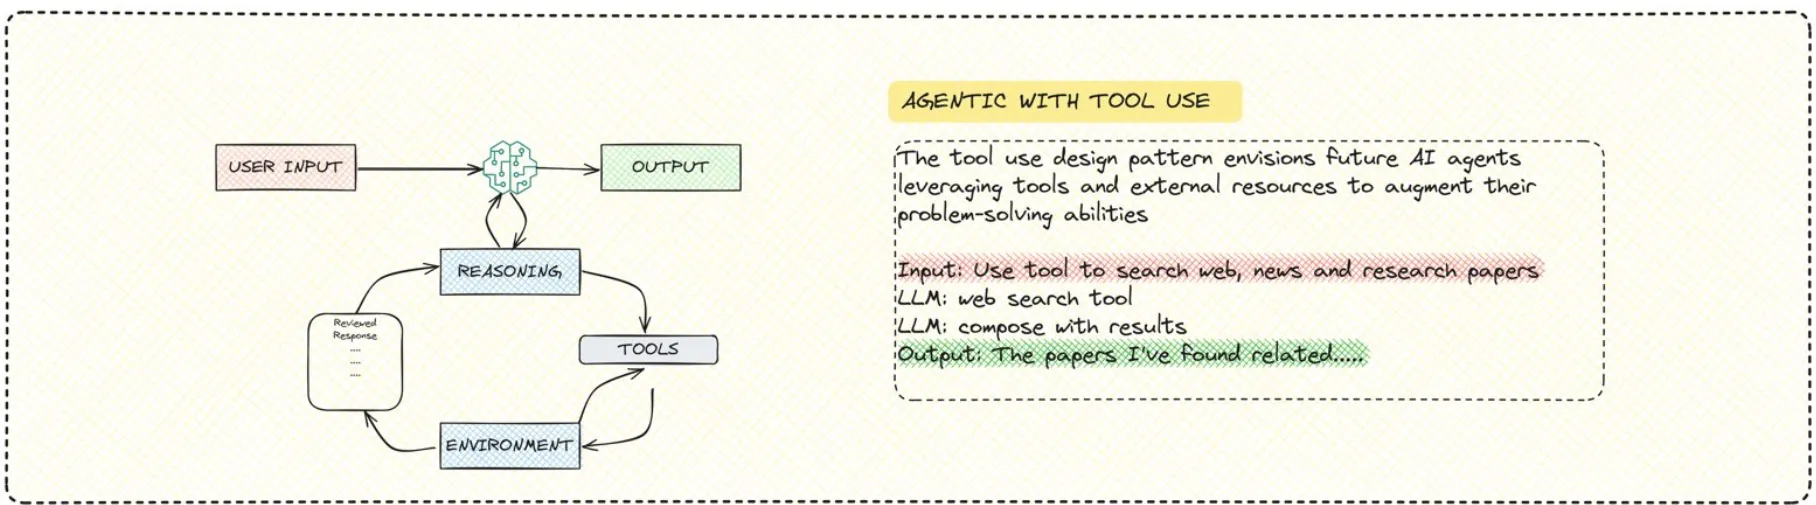 USER INPUT
OUTPUT
REASONING
Reviewed
Response
....
....
....
TOOLS
ENVIRONMENT
AGENTIC WITH TOOL USE
The tool use design pattern envisions future AI agents
leveraging tools and external resources to augment their
problem-solving abilities
Input: Use tool to search web, news and research papers
LLM: web search tool
LLM: compose with results
Output: The papers I've found related.....